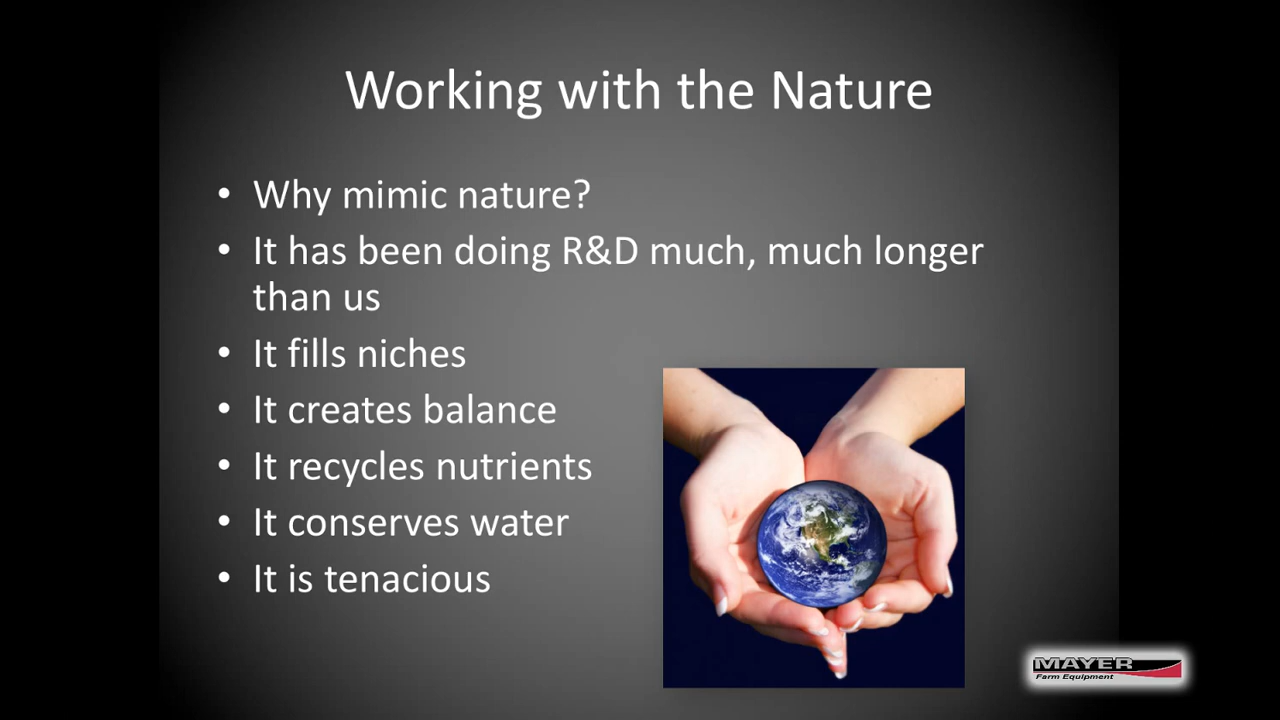 Working with the Nature
• Why mimic nature?
• It has been doing R&D much, much longer
than us
• It fills niches
• It creates balance
• It recycles nutrients
• It conserves water
• It is tenacious
MAYER
Farm Equipment